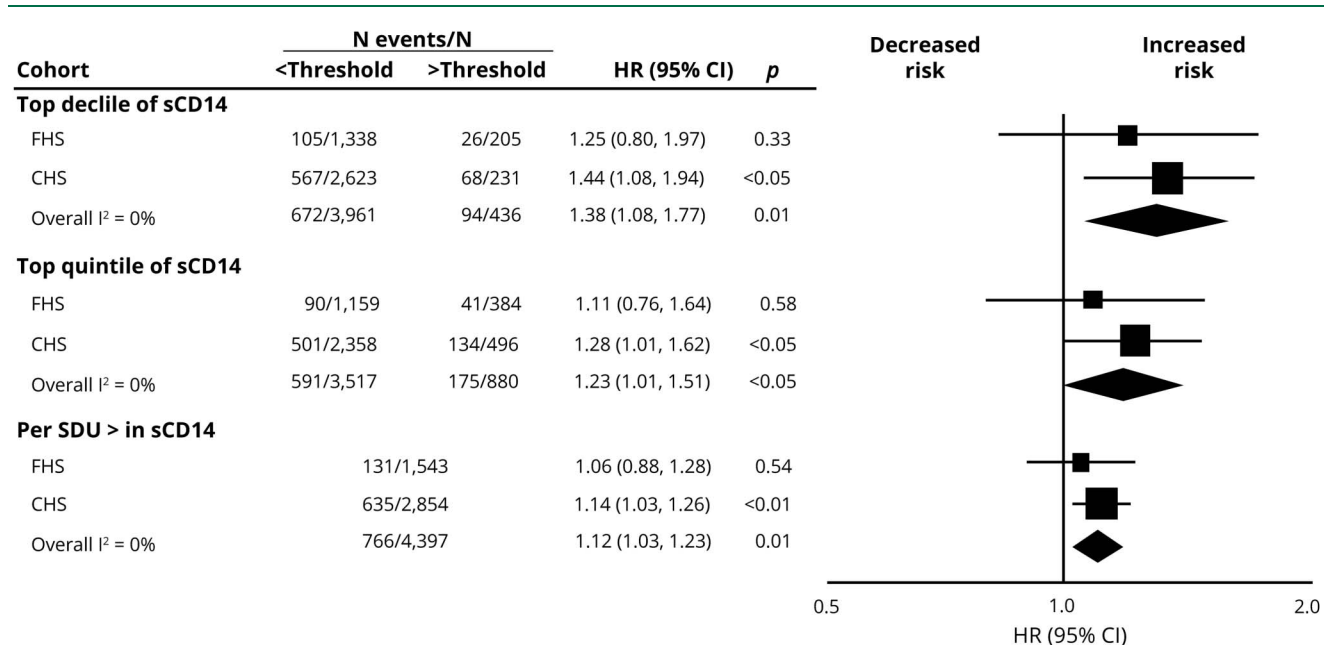 N events/N
Cohort <Threshold >Threshold HR (95% CI) p
Decreased risk
Increased risk
Top declile of sCD14
FHS 105/1,338 26/205 1.25 (0.80, 1.97) 0.33
CHS 567/2,623 68/231 1.44 (1.08, 1.94) <0.05
Overall I² = 0% 672/3,961 94/436 1.38 (1.08, 1.77) 0.01
Top quintile of sCD14
FHS 90/1,159 41/384 1.11 (0.76, 1.64) 0.58
CHS 501/2,358 134/496 1.28 (1.01, 1.62) <0.05
Overall I² = 0% 591/3,517 175/880 1.23 (1.01, 1.51) <0.05
Per SDU > in sCD14
FHS 131/1,543 1.06 (0.88, 1.28) 0.54
CHS 635/2,854 1.14 (1.03, 1.26) <0.01
Overall I² = 0% 766/4,397 1.12 (1.03, 1.23) 0.01
0.5 1.0 2.0
HR (95% CI)